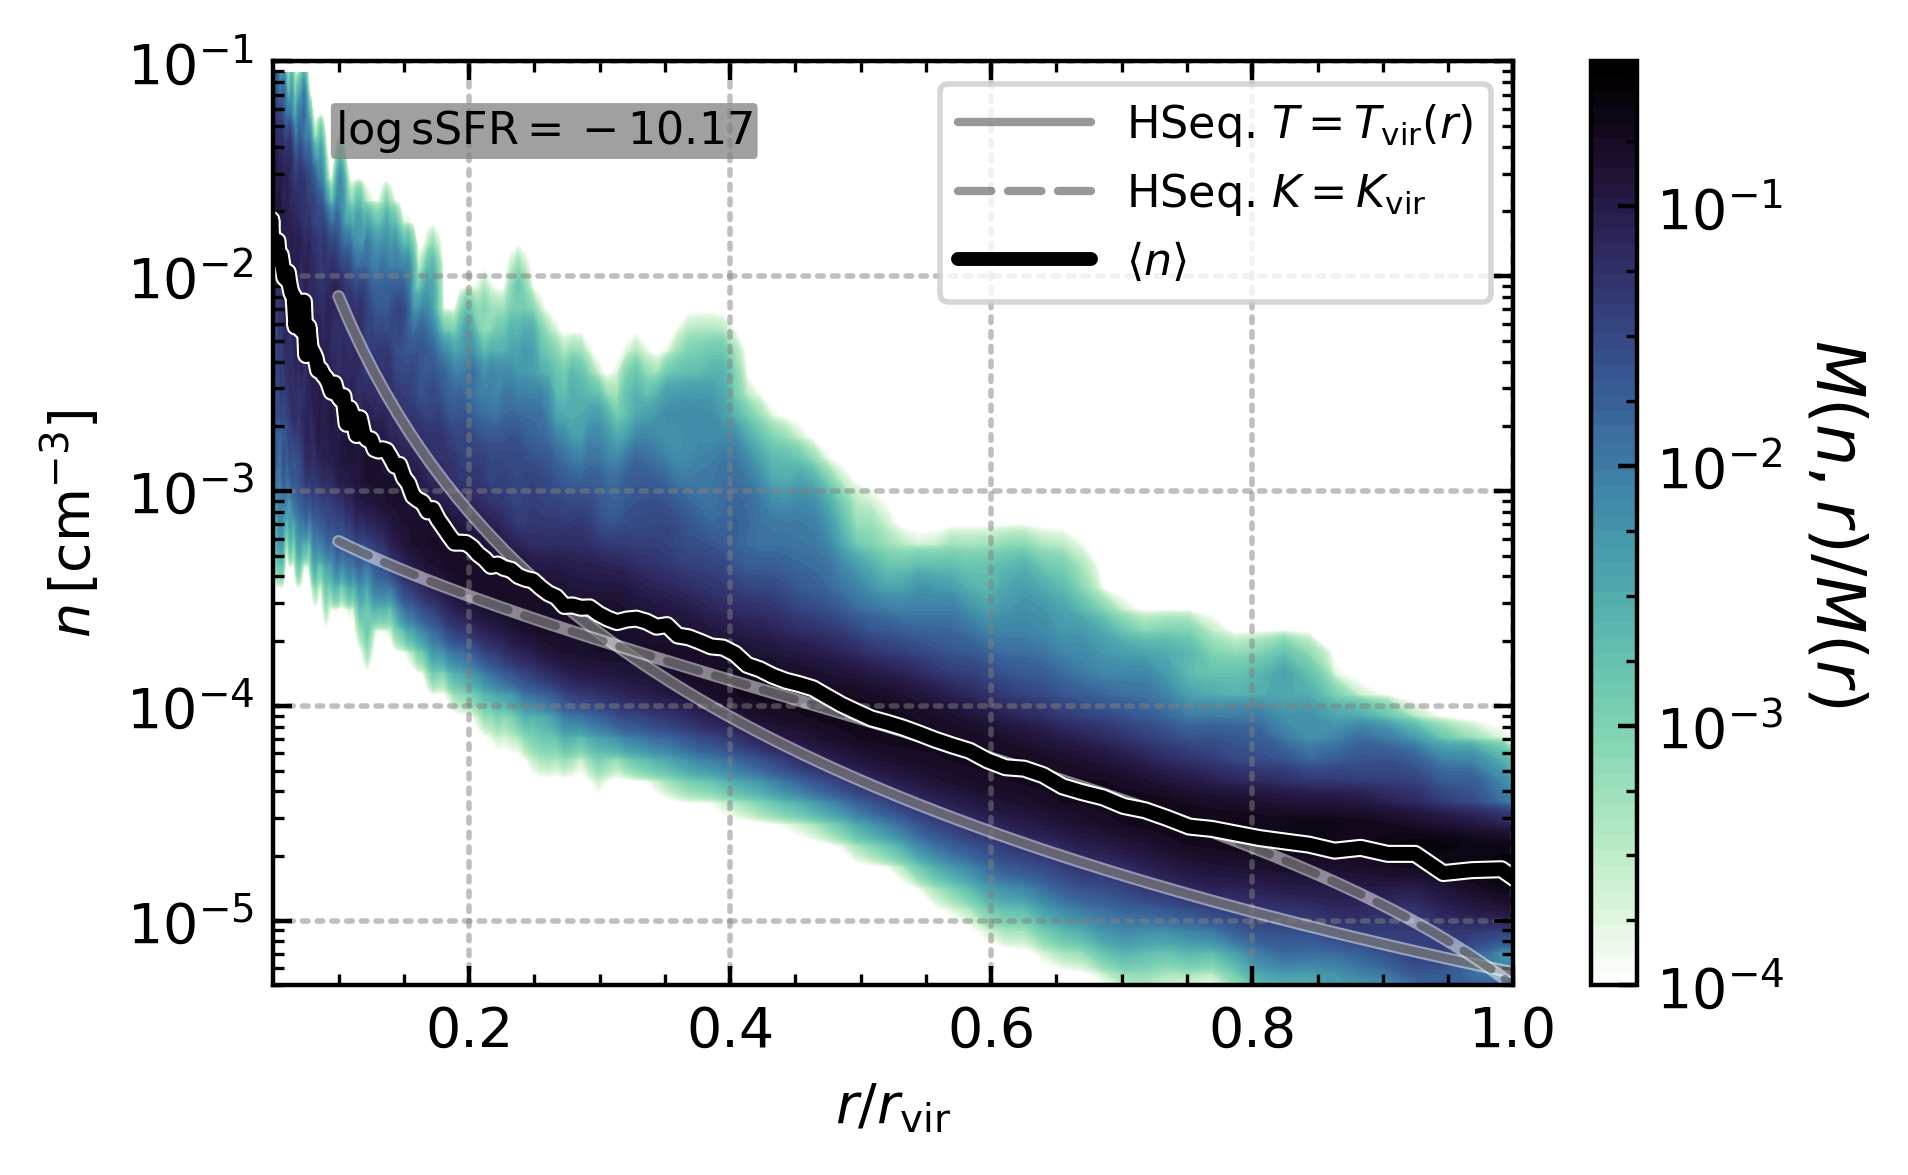 log sSFR = −10.17
HSeq. T = T_vir(r)
HSeq. K = K_vir
⟨n⟩
n [cm⁻³]
10⁻¹
10⁻²
10⁻³
10⁻⁴
10⁻⁵
0.2 0.4 0.6 0.8 1.0
r/r_vir
10⁻¹
10⁻²
10⁻³
10⁻⁴
M(n, r)/M(r)